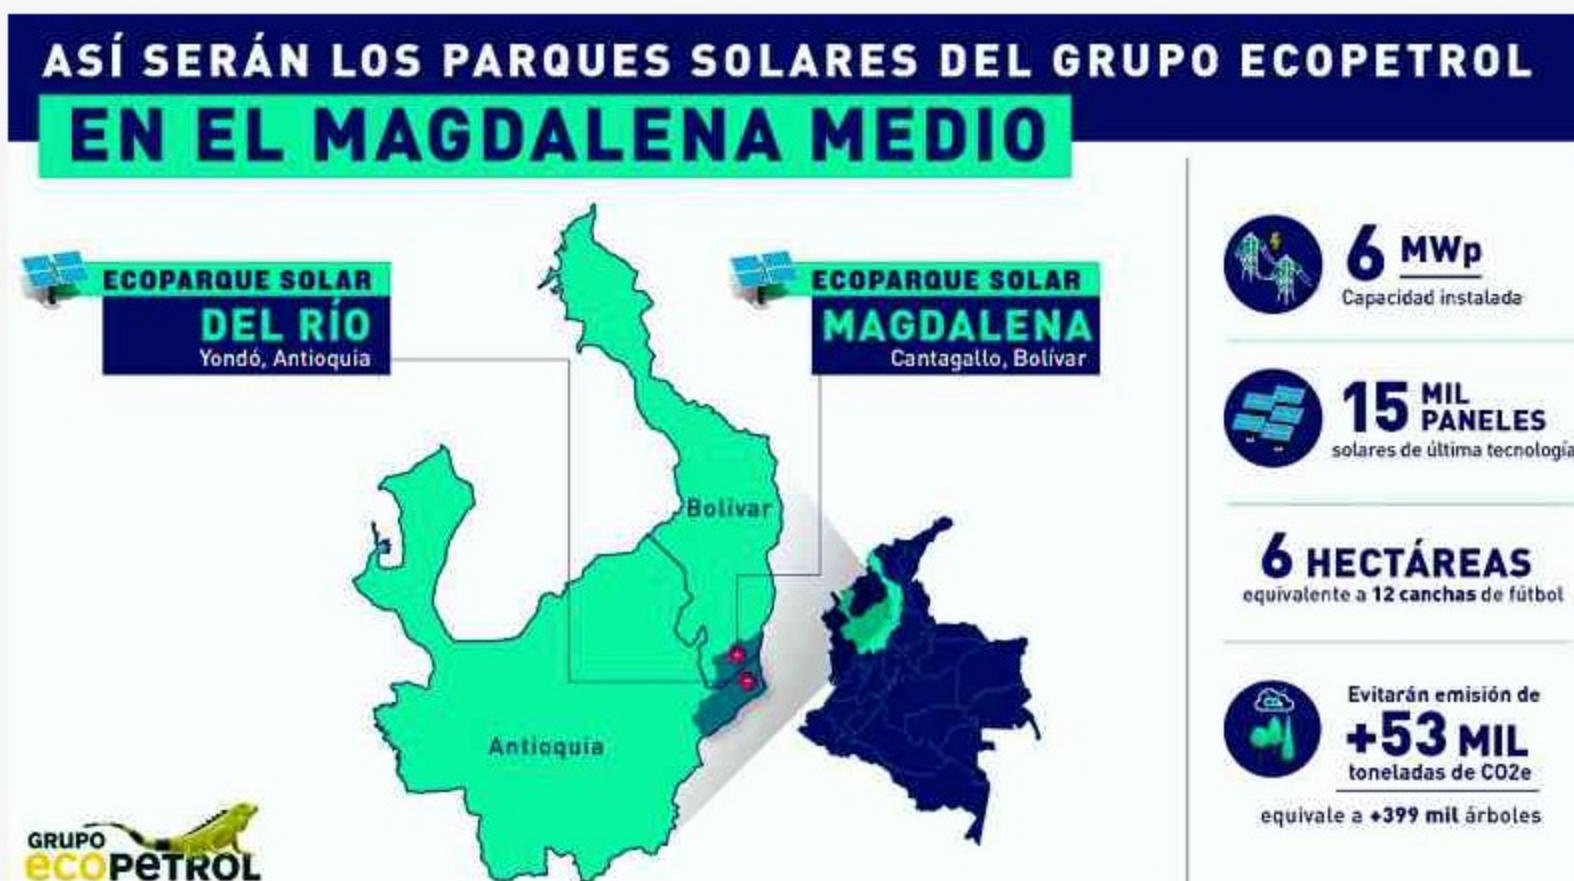 ASÍ SERÁN LOS PARQUES SOLARES DEL GRUPO ECOPETROL
EN EL MAGDALENA MEDIO
ECOPARQUE SOLAR
DEL RÍO
Yondó, Antioquia
ECOPARQUE SOLAR
MAGDALENA
Cantagallo, Bolívar
Bolívar
Antioquia
6 MWp
Capacidad instalada
15 MIL
PANELES
solares de última tecnología
6 HECTÁREAS
equivalente a 12 canchas de fútbol
Evitarán emisión de
+53 MIL
toneladas de CO2e
equivale a +399 mil árboles
GRUPO
ecoPeTROL